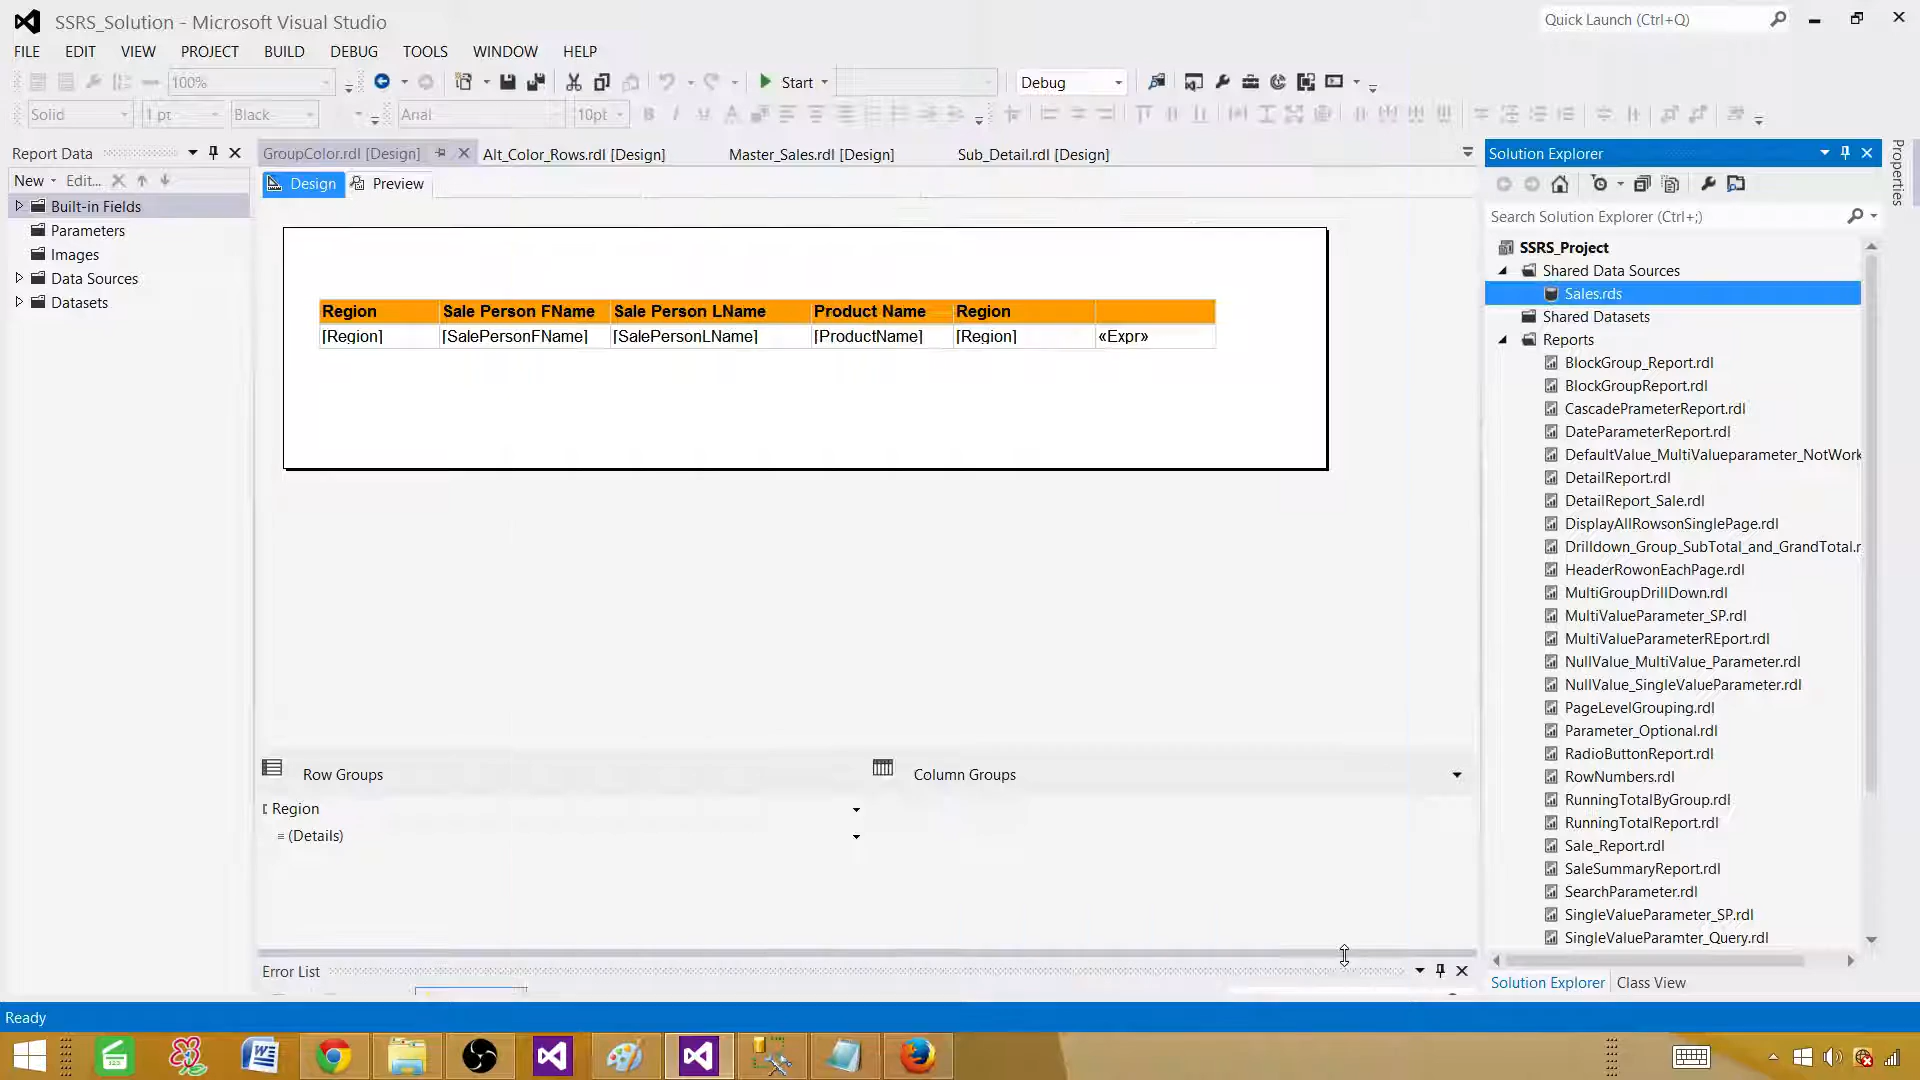 SSRS_Solution - Microsoft Visual Studio
Quick Launch (Ctrl+Q)
FILE EDIT VIEW PROJECT BUILD DEBUG TOOLS WINDOW HELP
100%
Start
Debug
Solid 1 pt Black Arial 10pt B I U A
Report Data
GroupColor.rdl [Design] Alt_Color_Rows.rdl [Design] Master_Sales.rdl [Design] Sub_Detail.rdl [Design]
Solution Explorer
Properties
New Edit...
Design Preview
Built-in Fields
Parameters
Images
Data Sources
Datasets
Region Sale Person FName Sale Person LName Product Name Region
[Region] [SalePersonFName] [SalePersonLName] [ProductName] [Region] «Expr»
Row Groups
Column Groups
Region
(Details)
Error List
Search Solution Explorer (Ctrl+;)
SSRS_Project
Shared Data Sources
Sales.rds
Shared Datasets
Reports
BlockGroup_Report.rdl
BlockGroupReport.rdl
CascadePrameterReport.rdl
DateParameterReport.rdl
DefaultValue_MultiValueparameter_NotWork
DetailReport.rdl
DetailReport_Sale.rdl
DisplayAllRowsonSinglePage.rdl
Drilldown_Group_SubTotal_and_GrandTotal.r
HeaderRowonEachPage.rdl
MultiGroupDrillDown.rdl
MultiValueParameter_SP.rdl
MultiValueParameterREport.rdl
NullValue_MultiValue_Parameter.rdl
NullValue_SingleValueParameter.rdl
PageLevelGrouping.rdl
Parameter_Optional.rdl
RadioButtonReport.rdl
RowNumbers.rdl
RunningTotalByGroup.rdl
RunningTotalReport.rdl
Sale_Report.rdl
SaleSummaryReport.rdl
SearchParameter.rdl
SingleValueParameter_SP.rdl
SingleValueParamter_Query.rdl
Solution Explorer Class View
Ready